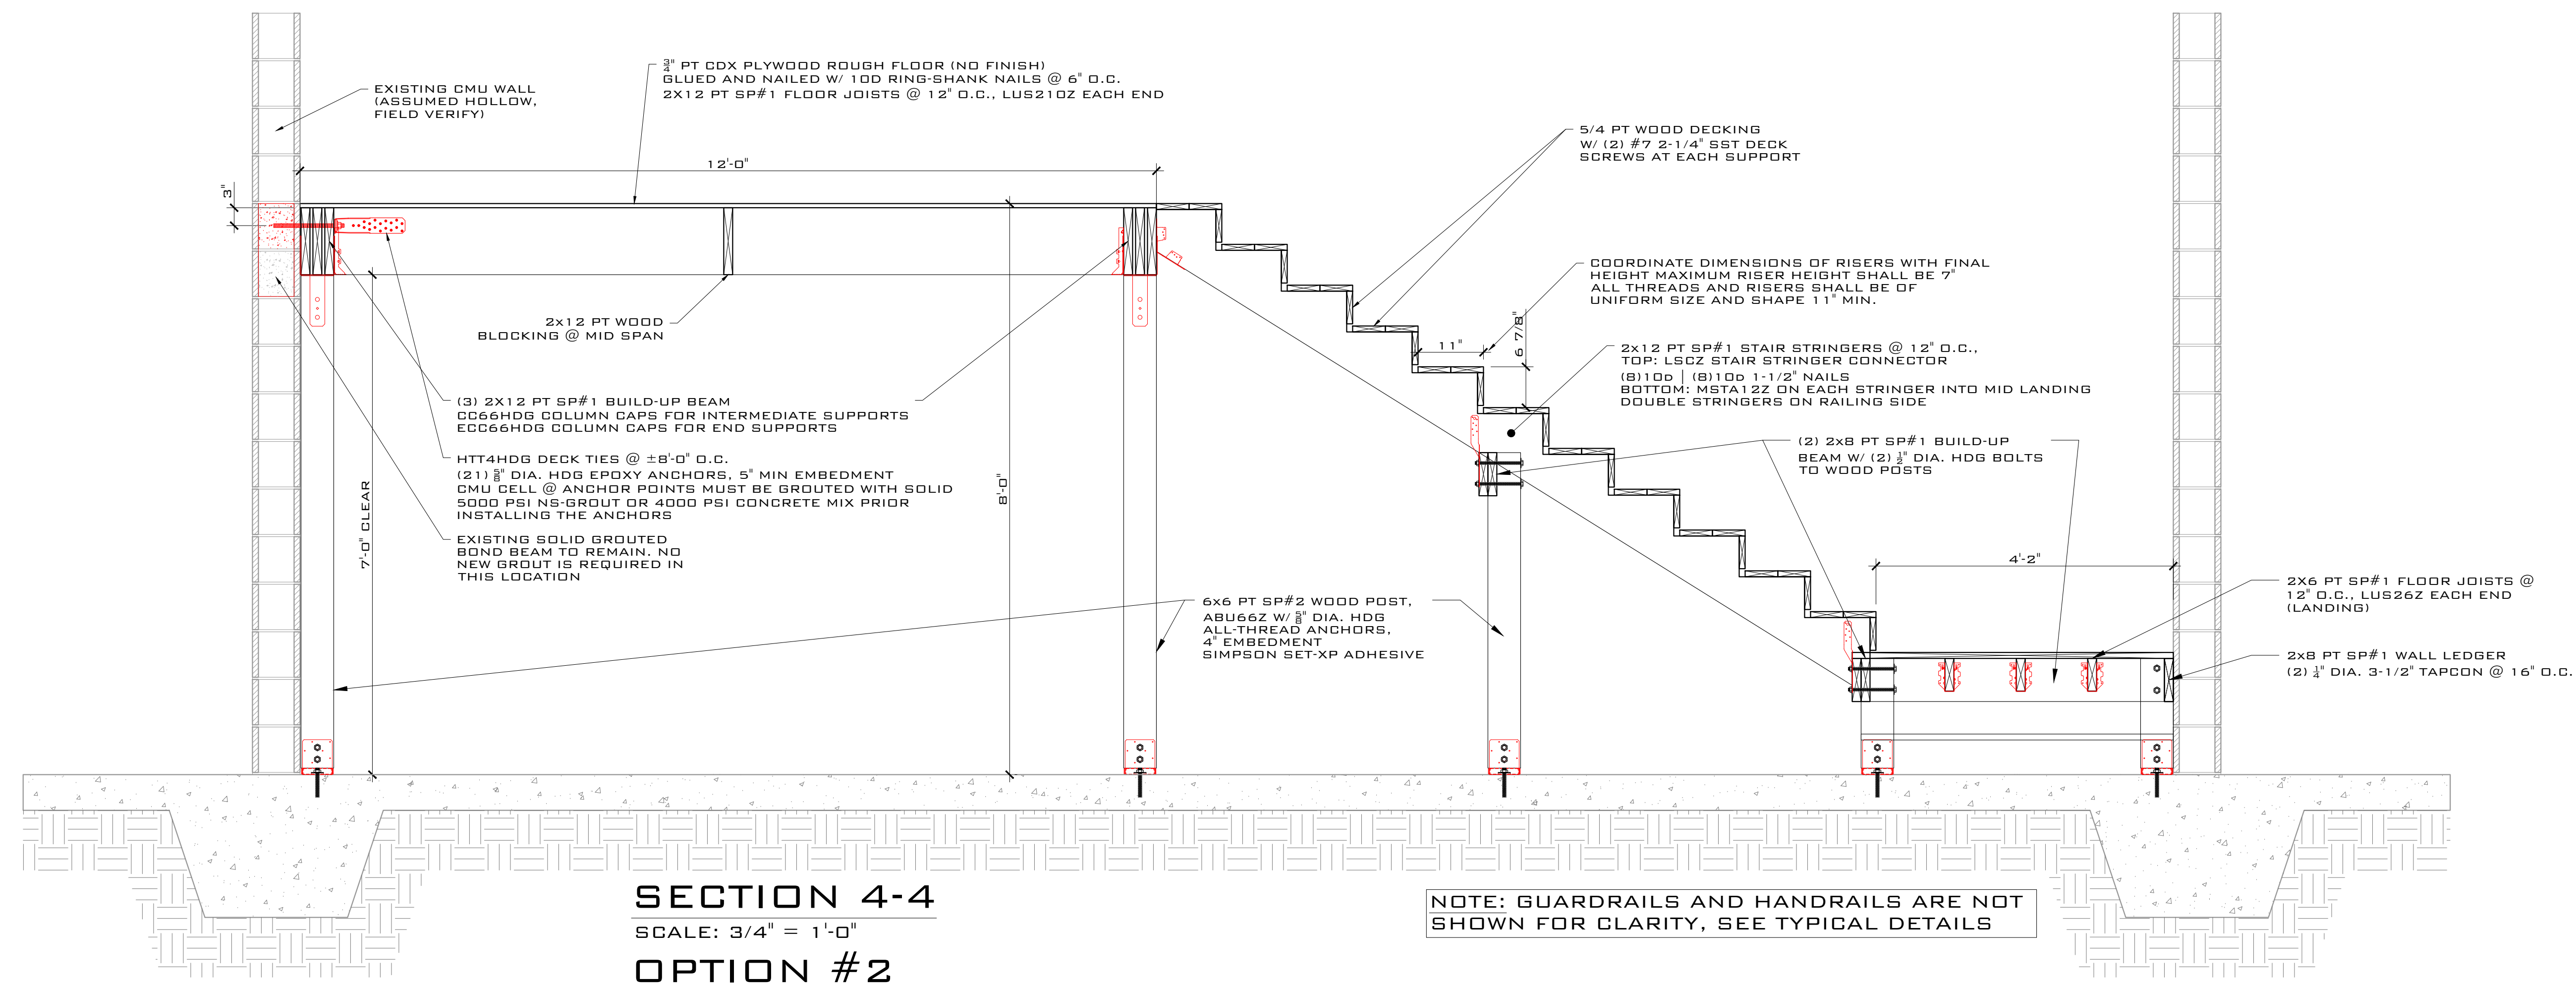 EXISTING CMU WALL
(ASSUMED HOLLOW,
FIELD VERIFY)
3/4" PT CDX PLYWOOD ROUGH FLOOR (NO FINISH)
GLUED AND NAILED W/ 10D RING-SHANK NAILS @ 6" O.C.
2X12 PT SP#1 FLOOR JOISTS @ 12" O.C., LUS210Z EACH END
12'-0"
3"
5/4 PT WOOD DECKING
W/ (2) #7 2-1/4" SST DECK
SCREWS AT EACH SUPPORT
COORDINATE DIMENSIONS OF RISERS WITH FINAL
HEIGHT MAXIMUM RISER HEIGHT SHALL BE 7"
ALL THREADS AND RISERS SHALL BE OF
UNIFORM SIZE AND SHAPE 11" MIN.
2x12 PT WOOD
BLOCKING @ MID SPAN
11"
6 7/8"
2x12 PT SP#1 STAIR STRINGERS @ 12" O.C.,
TOP: LSCZ STAIR STRINGER CONNECTOR
(8)10D | (8)10D 1-1/2" NAILS
BOTTOM: MSTA12Z ON EACH STRINGER INTO MID LANDING
DOUBLE STRINGERS ON RAILING SIDE
(3) 2X12 PT SP#1 BUILD-UP BEAM
CC66HDG COLUMN CAPS FOR INTERMEDIATE SUPPORTS
ECC66HDG COLUMN CAPS FOR END SUPPORTS
(2) 2x8 PT SP#1 BUILD-UP
BEAM W/ (2) 1/2" DIA. HDG BOLTS
TO WOOD POSTS
HTT4HDG DECK TIES @ ±8'-0" O.C.
(21) 5/8" DIA. HDG EPOXY ANCHORS, 5" MIN EMBEDMENT
CMU CELL @ ANCHOR POINTS MUST BE GROUTED WITH SOLID
5000 PSI NS-GROUT OR 4000 PSI CONCRETE MIX PRIOR
INSTALLING THE ANCHORS
7'-0" CLEAR
8'-0"
EXISTING SOLID GROUTED
BOND BEAM TO REMAIN. NO
NEW GROUT IS REQUIRED IN
THIS LOCATION
4'-2"
2X6 PT SP#1 FLOOR JOISTS @
12" O.C., LUS26Z EACH END
(LANDING)
6x6 PT SP#2 WOOD POST,
ABU66Z W/ 5/8" DIA. HDG
ALL-THREAD ANCHORS,
4" EMBEDMENT
SIMPSON SET-XP ADHESIVE
2x8 PT SP#1 WALL LEDGER
(2) 1/4" DIA. 3-1/2" TAPCON @ 16" O.C.
SECTION 4-4
SCALE: 3/4" = 1'-0"
OPTION #2
NOTE: GUARDRAILS AND HANDRAILS ARE NOT
SHOWN FOR CLARITY, SEE TYPICAL DETAILS